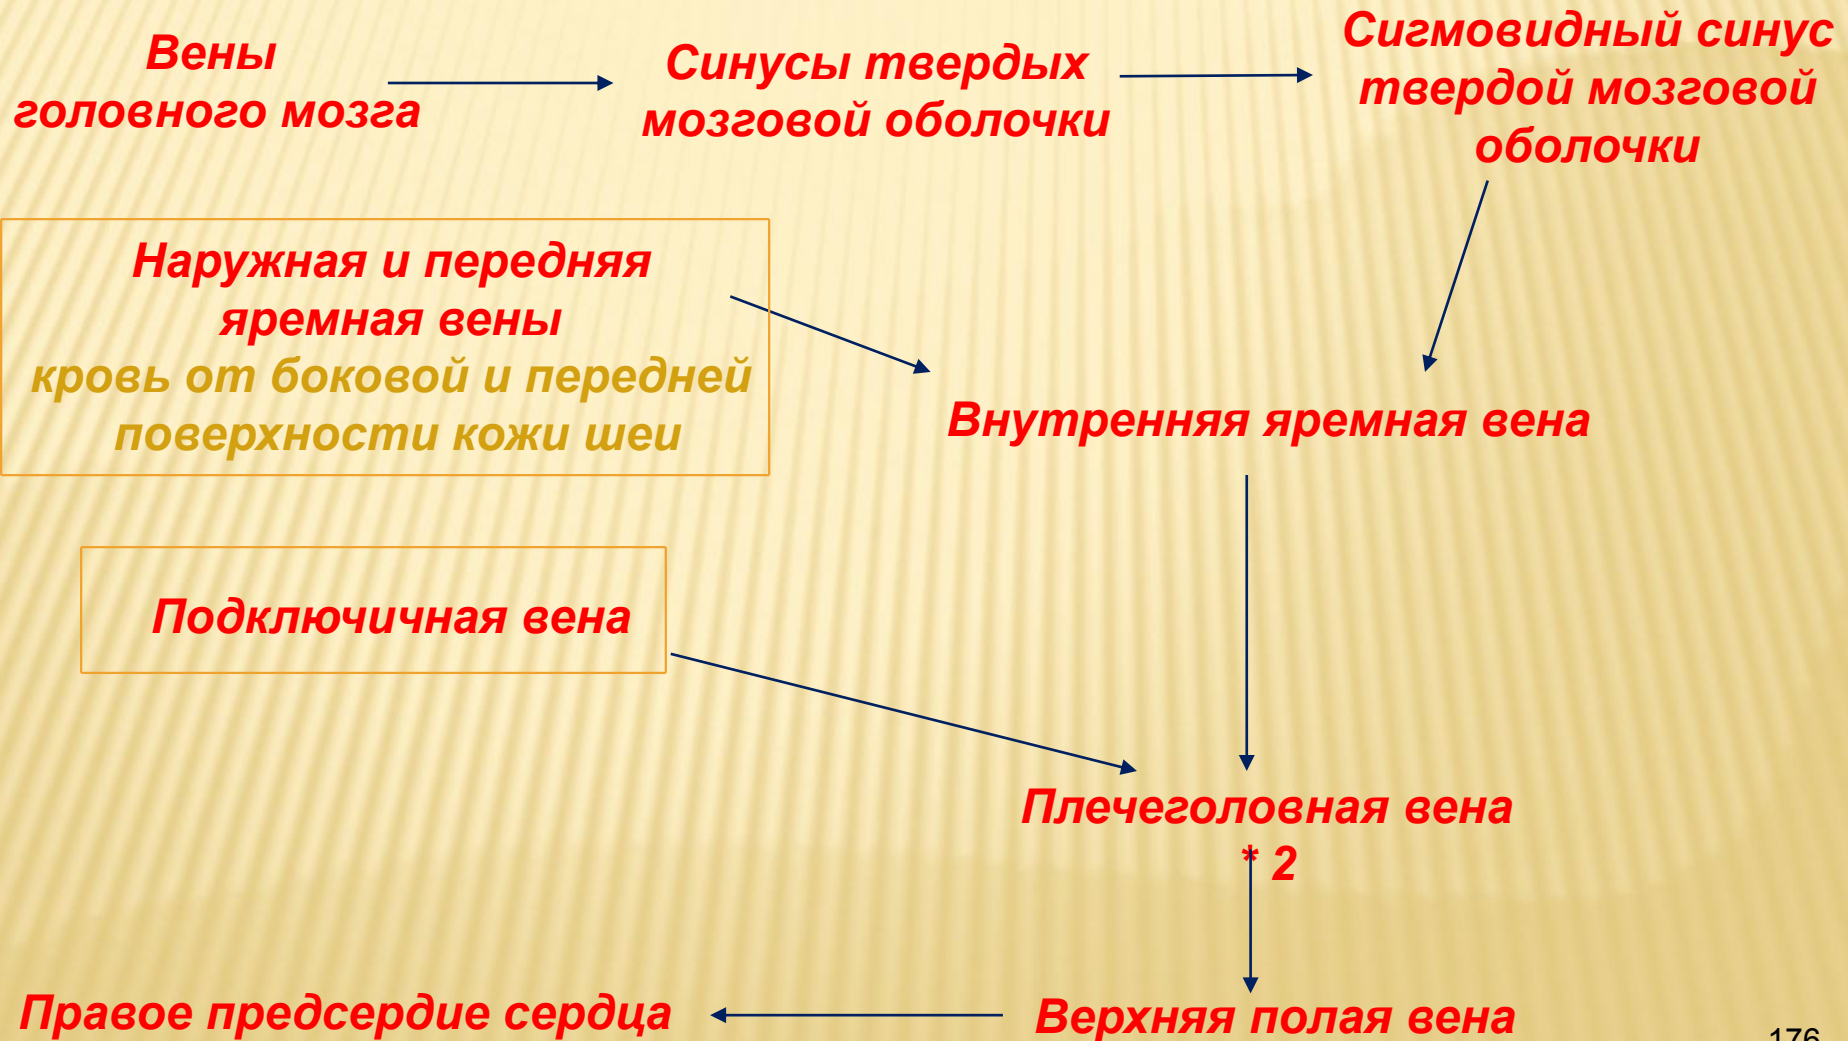 Вены
головного мозга
Синусы твердых
мозговой оболочки
Сигмовидный синус
твердой мозговой
оболочки
Наружная и передняя
яремная вены
кровь от боковой и передней
поверхности кожи шеи
Внутренняя яремная вена
Подключичная вена
Плечеголовная вена
* 2
Правое предсердие сердца
Верхняя полая вена
176